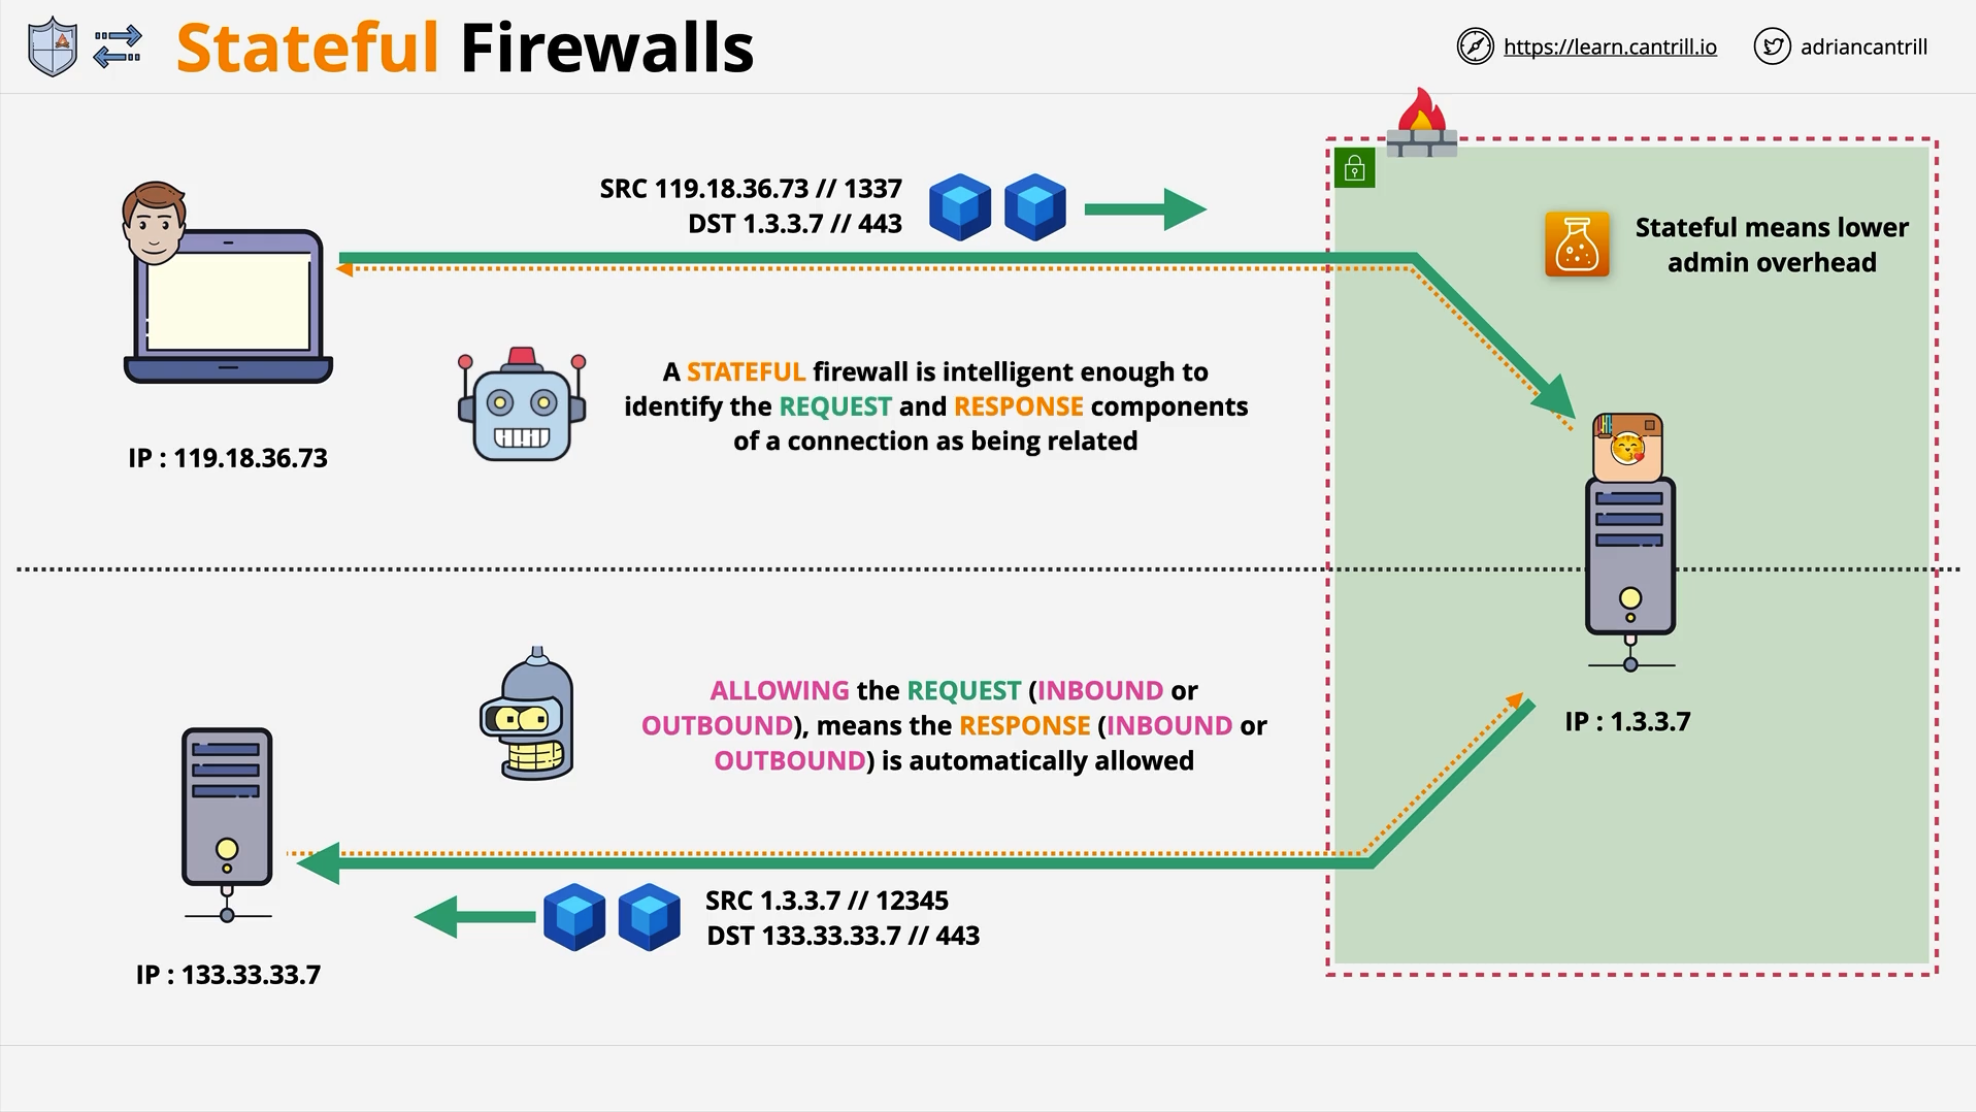 Stateful Firewalls
https://learn.cantrill.io
adriancantrill
SRC 119.18.36.73 // 1337
DST 1.3.3.7 // 443
Stateful means lower
admin overhead
A STATEFUL firewall is intelligent enough to
identify the REQUEST and RESPONSE components
of a connection as being related
IP : 119.18.36.73
ALLOWING the REQUEST (INBOUND or
OUTBOUND), means the RESPONSE (INBOUND or
OUTBOUND) is automatically allowed
IP : 1.3.3.7
SRC 1.3.3.7 // 12345
DST 133.33.33.7 // 443
IP : 133.33.33.7